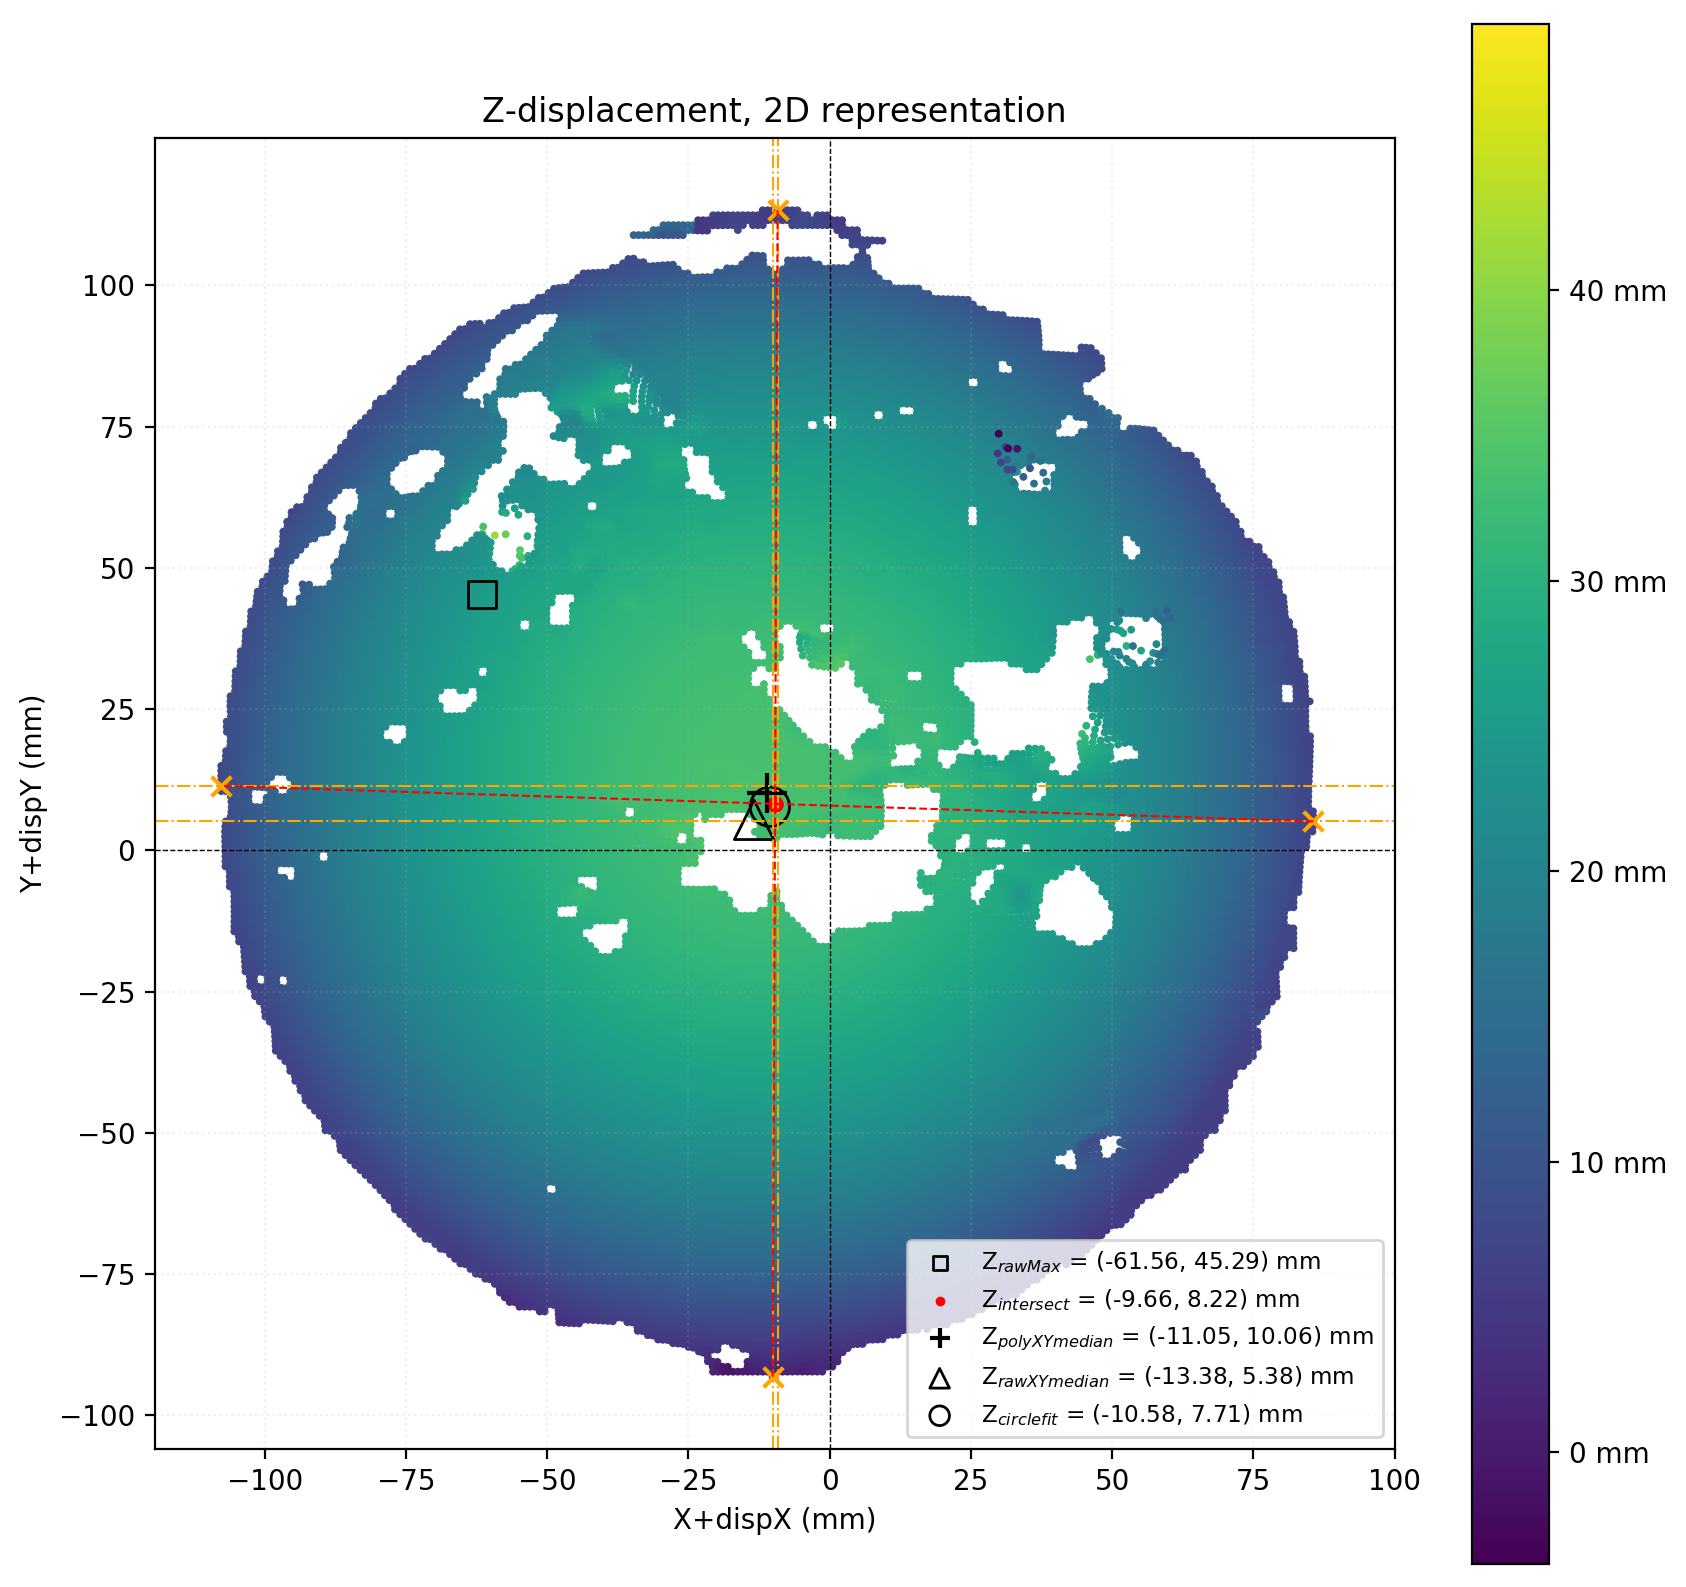 Z-displacement, 2D representation
40 mm
30 mm
20 mm
10 mm
0 mm
100
75
50
25
0
−25
−50
−75
−100
Y+dispY (mm)
Z_rawMax = (-61.56, 45.29) mm
Z_intersect = (-9.66, 8.22) mm
Z_polyXYmedian = (-11.05, 10.06) mm
Z_rawXYmedian = (-13.38, 5.38) mm
Z_circlefit = (-10.58, 7.71) mm
−100 −75 −50 −25 0 25 50 75 100
X+dispX (mm)